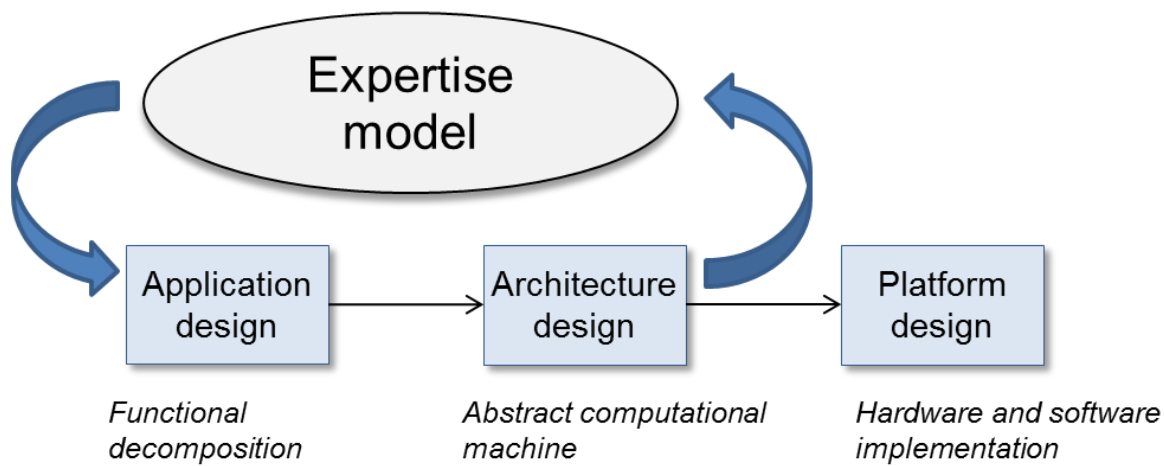 Expertise
model
Application
design
Architecture
design
Platform
design
Functional
decomposition
Abstract computational
machine
Hardware and software
implementation